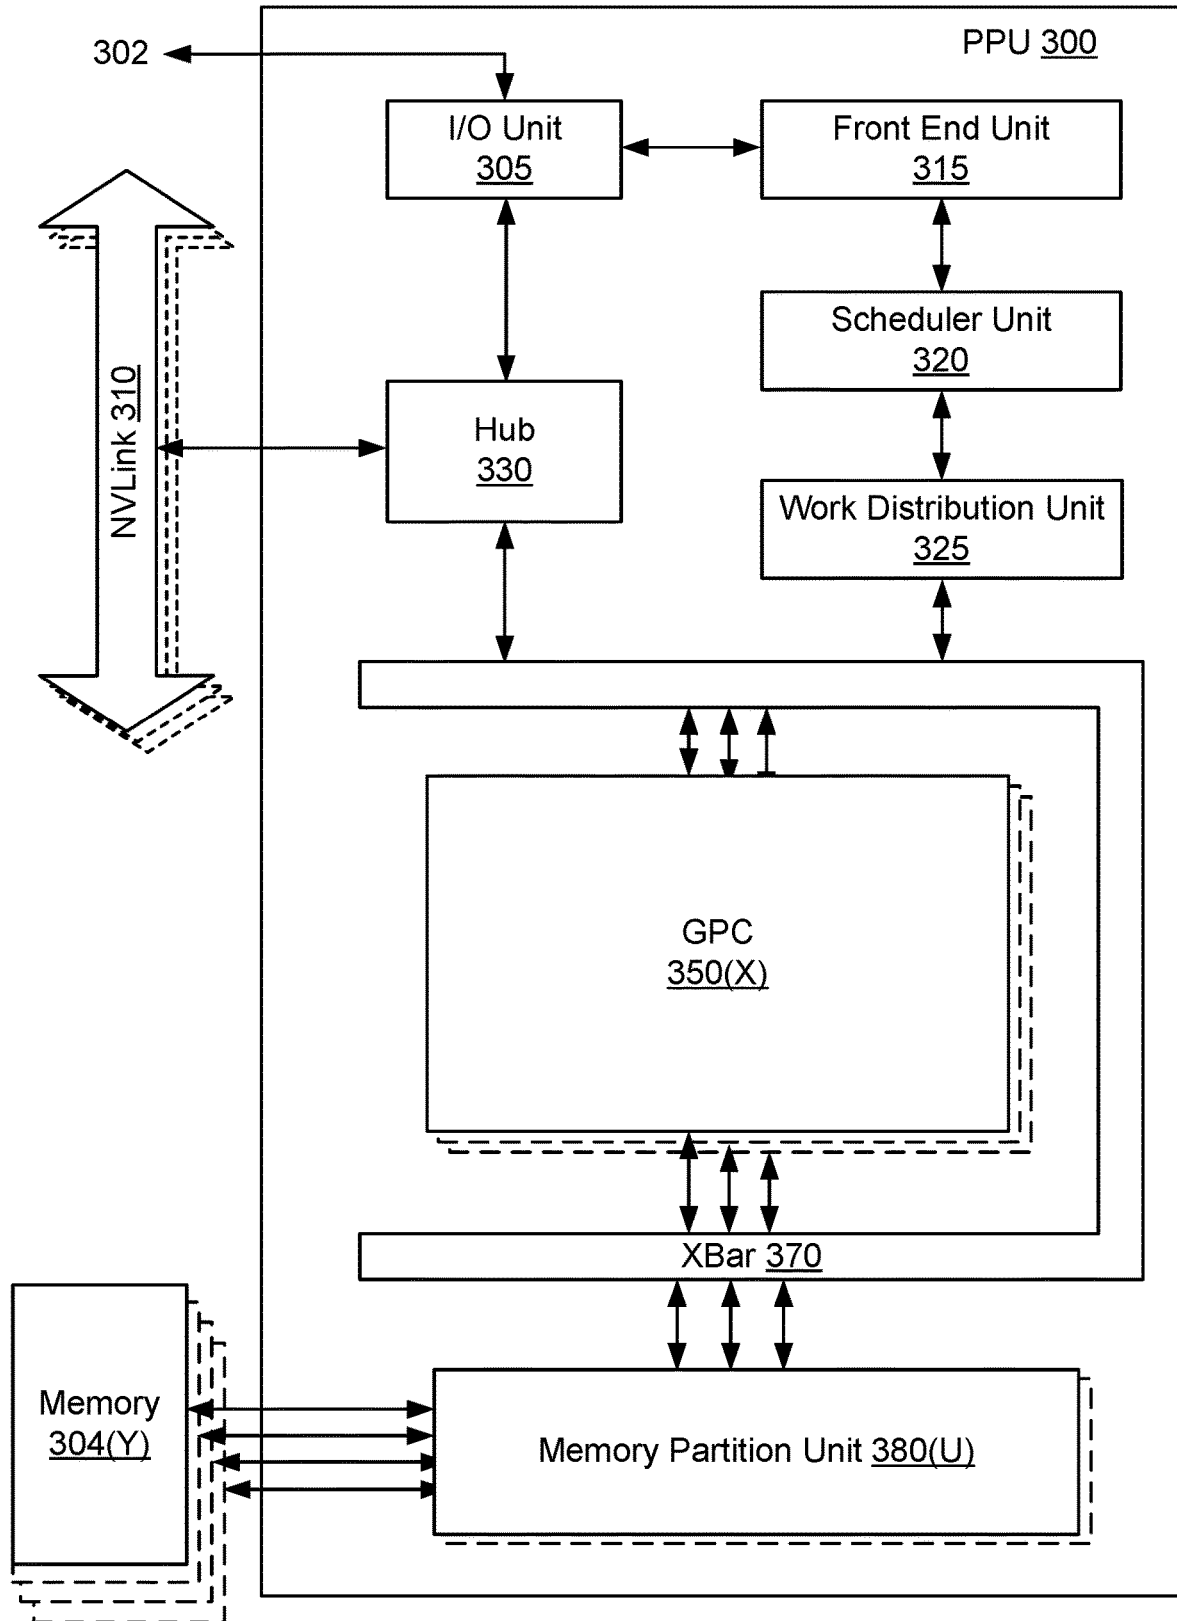 PPU 300
302
I/O Unit
305
Front End Unit
315
Scheduler Unit
320
NVLink 310
Hub
330
Work Distribution Unit
325
GPC
350(X)
XBar 370
Memory
304(Y)
Memory Partition Unit 380(U)